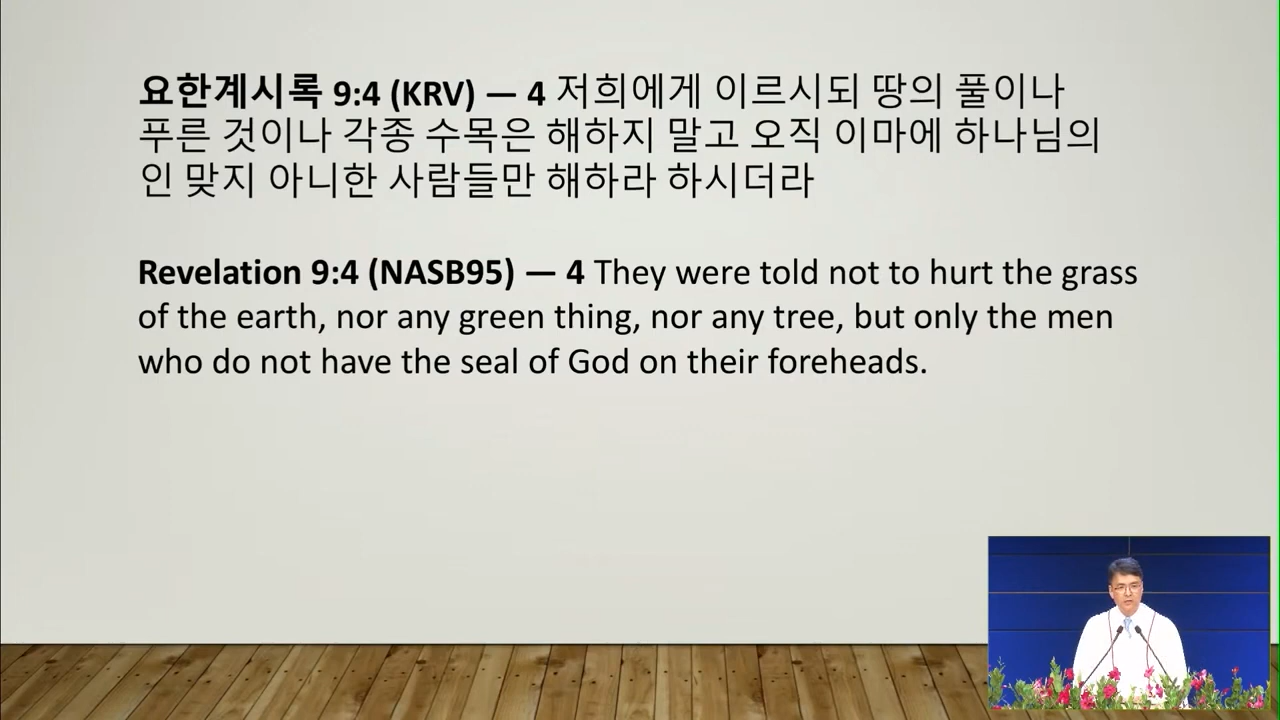 요한계시록 9:4 (KRV) — 4 저희에게 이르시되 땅의 풀이나
푸른 것이나 각종 수목은 해하지 말고 오직 이마에 하나님의
인 맞지 아니한 사람들만 해하라 하시더라
Revelation 9:4 (NASB95) — 4 They were told not to hurt the grass
of the earth, nor any green thing, nor any tree, but only the men
who do not have the seal of God on their foreheads.